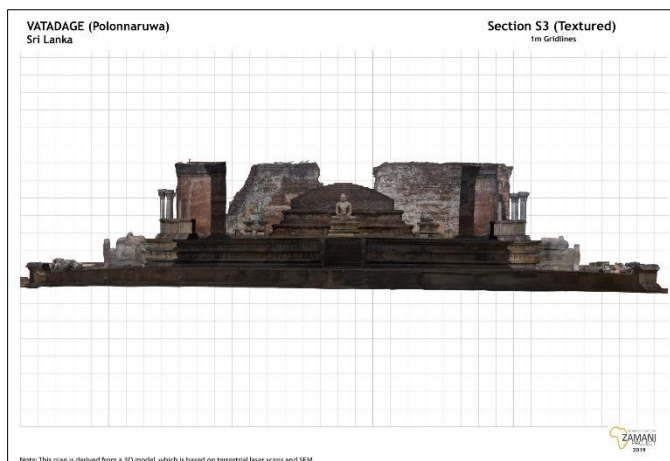 VATADAGE (Polonnaruwa)
Sri Lanka
Section S3 (Textured)
1m Gridlines
ZAMANI
PROJECT
2019
Note: This plan is derived from a 3D model, which is based on terrestrial laser scans and SFM